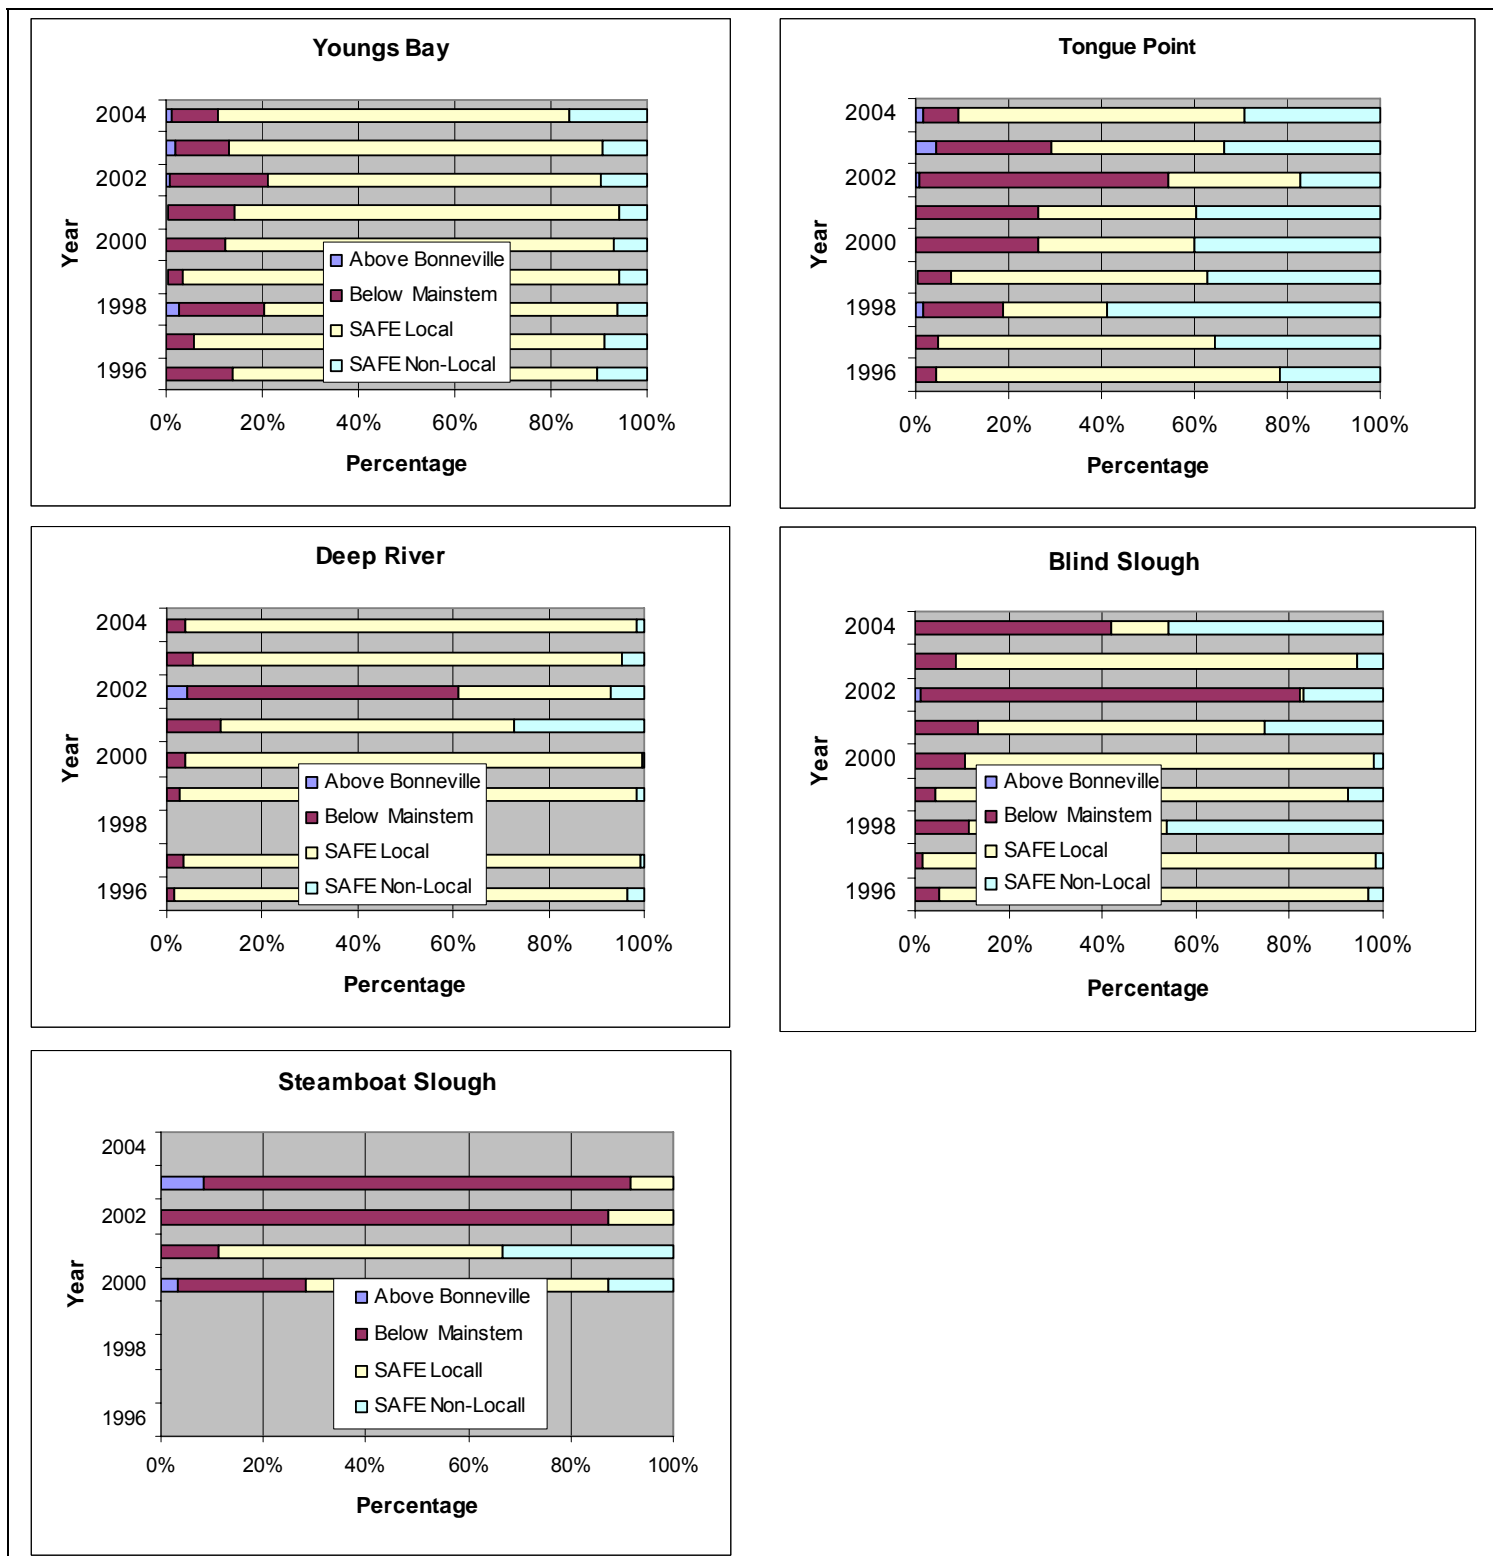 Youngs Bay
2004
2002
2000
1998
1996
Year
Above Bonneville
Below Mainstem
SAFE Local
SAFE Non-Local
0% 20% 40% 60% 80% 100%
Percentage
Tongue Point
2004
2002
2000
1998
1996
Year
0% 20% 40% 60% 80% 100%
Percentage
Deep River
2004
2002
2000
1998
1996
Year
Above Bonneville
Below Mainstem
SAFE Local
SAFE Non-Local
0% 20% 40% 60% 80% 100%
Percentage
Blind Slough
2004
2002
2000
1998
1996
Year
Above Bonneville
Below Mainstem
SAFE Local
SAFE Non-Local
0% 20% 40% 60% 80% 100%
Percentage
Steamboat Slough
2004
2002
2000
1998
1996
Year
Above Bonneville
Below Mainstem
SAFE Locall
SAFE Non-Locall
0% 20% 40% 60% 80% 100%
Percentage